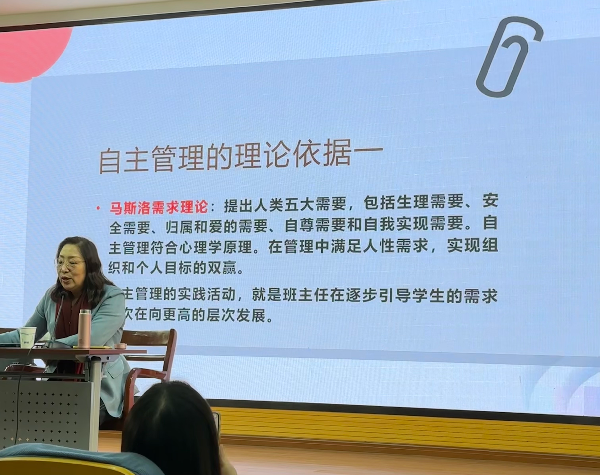 自主管理的理论依据一
• 马斯洛需求理论：提出人类五大需要，包括生理需要、安
全需要、归属和爱的需要、自尊需要和自我实现需要。自
主管理符合心理学原理。在管理中满足人性需求，实现组
织和个人目标的双赢。
主管理的实践活动，就是班主任在逐步引导学生的需求
次在向更高的层次发展。